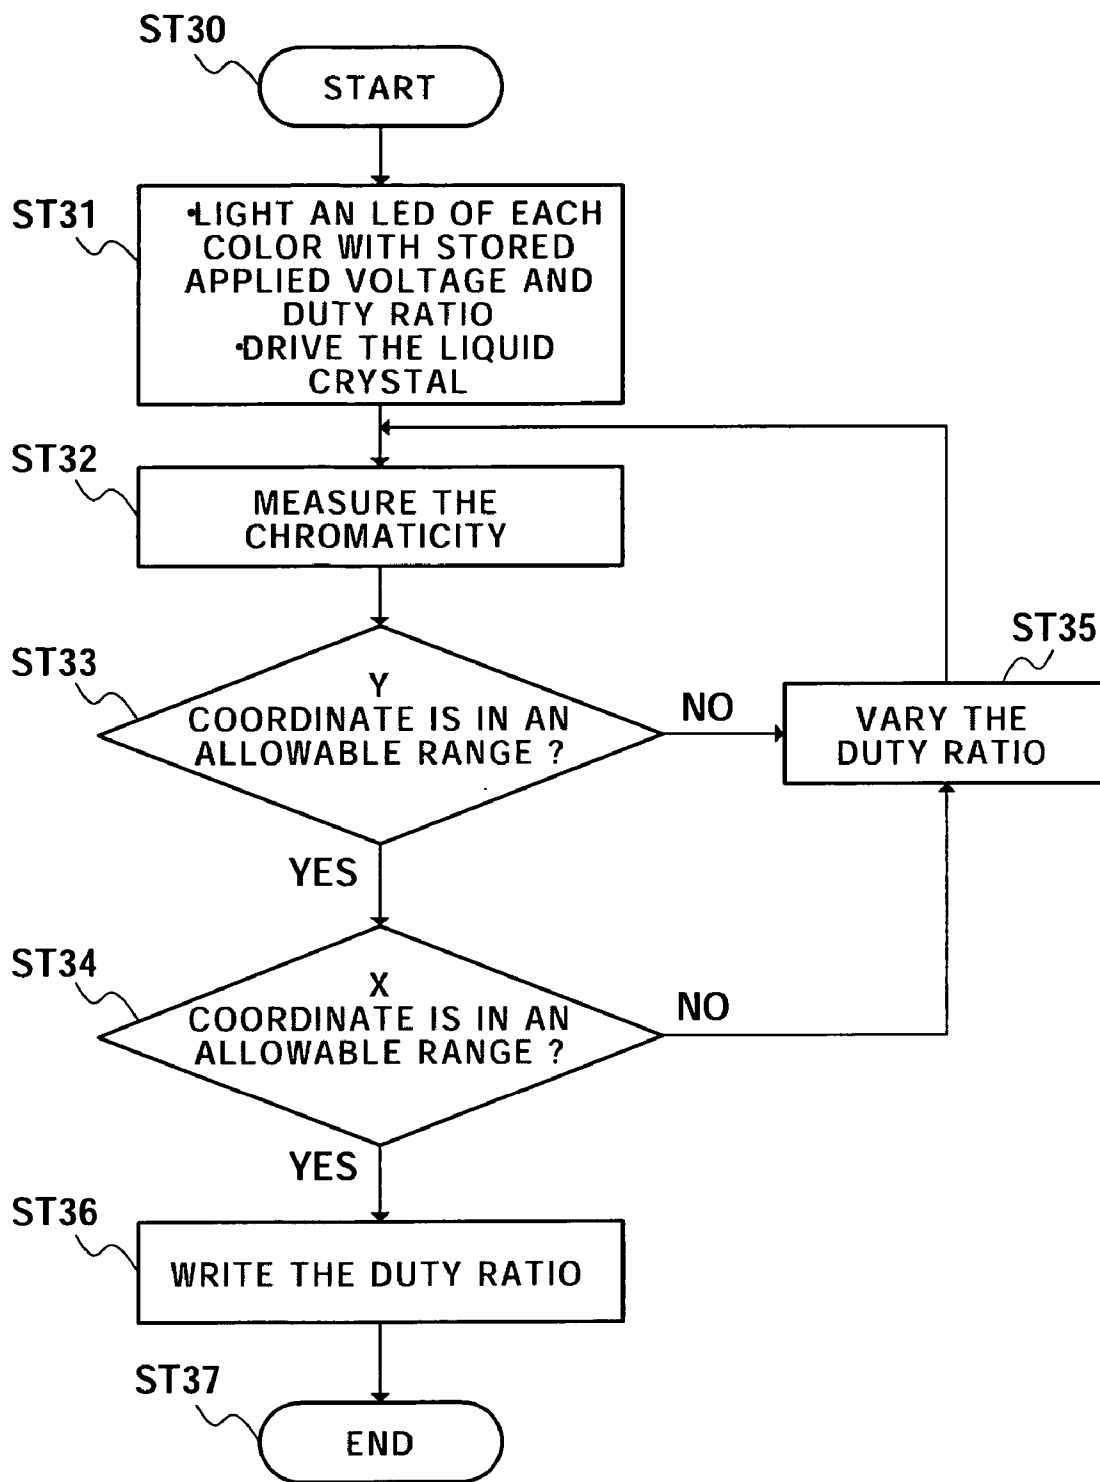 ST30
START
ST31
•LIGHT AN LED OF EACH
COLOR WITH STORED
APPLIED VOLTAGE AND
DUTY RATIO
•DRIVE THE LIQUID
CRYSTAL
ST32
MEASURE THE
CHROMATICITY
ST33
Y
COORDINATE IS IN AN
ALLOWABLE RANGE ?
NO
ST35
VARY THE
DUTY RATIO
YES
ST34
X
COORDINATE IS IN AN
ALLOWABLE RANGE ?
NO
YES
ST36
WRITE THE DUTY RATIO
ST37
END